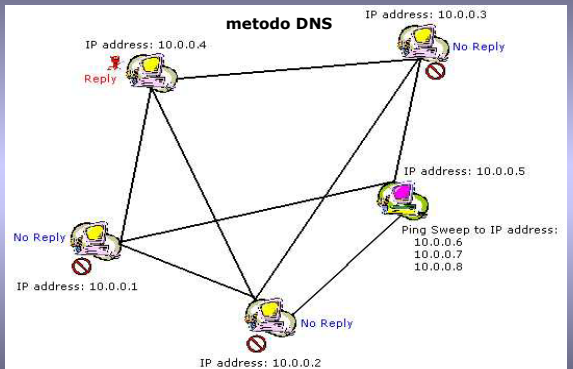 metodo DNS
IP address: 10.0.0.3
IP address: 10.0.0.4
No Reply
Reply
IP address: 10.0.0.5
Ping Sweep to IP address:
10.0.0.6
10.0.0.7
10.0.0.8
No Reply
IP address: 10.0.0.1
No Reply
IP address: 10.0.0.2